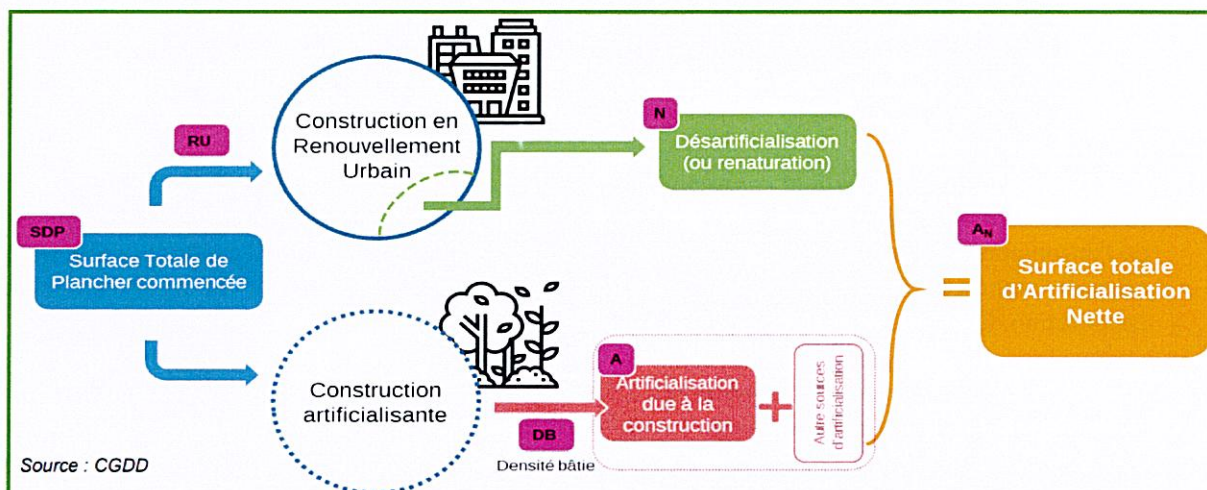 RU
Construction en
Renouvellement
Urbain
N
Désartificialisation
(ou renaturation)
SDP
Surface Totale de
Plancher commencée
AN
Surface totale
d'Artificialisation
Nette
=
Construction
artificialisante
DB
Densité bâtie
A
Artificialisation
due à la
construction
+
Autre sources
d'artificialisation
Source : CGDD